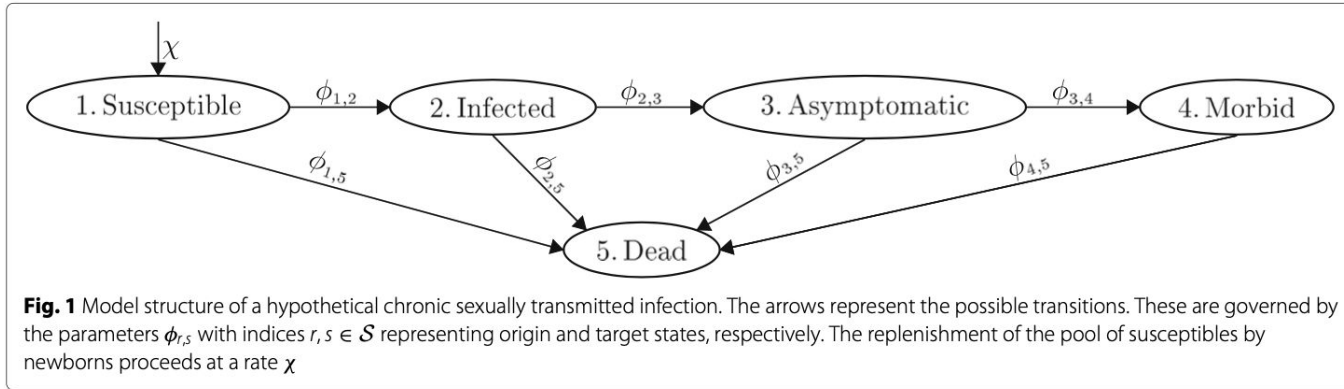 χ
1. Susceptible ϕ1,2 2. Infected ϕ2,3 3. Asymptomatic ϕ3,4 4. Morbid
ϕ1,5 ϕ2,5 ϕ3,5 ϕ4,5
5. Dead
Fig. 1 Model structure of a hypothetical chronic sexually transmitted infection. The arrows represent the possible transitions. These are governed by
the parameters ϕr,s with indices r, s ∈ S representing origin and target states, respectively. The replenishment of the pool of susceptibles by
newborns proceeds at a rate χ